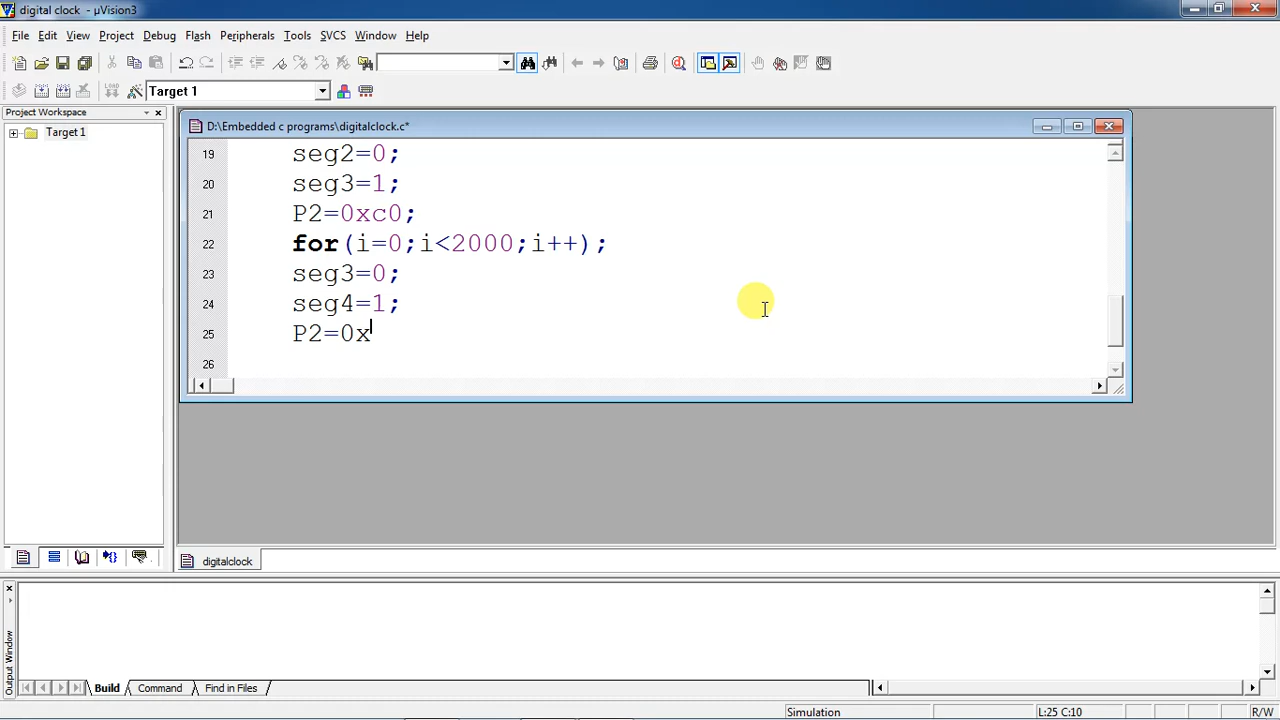 digital clock - µVision3
File Edit View Project Debug Flash Peripherals Tools SVCS Window Help
LOAD Target 1
Project Workspace
D:\Embedded c programs\digitalclock.c*
Target 1
19 seg2=0;
20 seg3=1;
21 P2=0xc0;
22 for(i=0;i<2000;i++);
23 seg3=0;
24 seg4=1;
25 P2=0x
26
digitalclock
Output Window
Build Command Find in Files
Simulation L:25 C:10 R/W